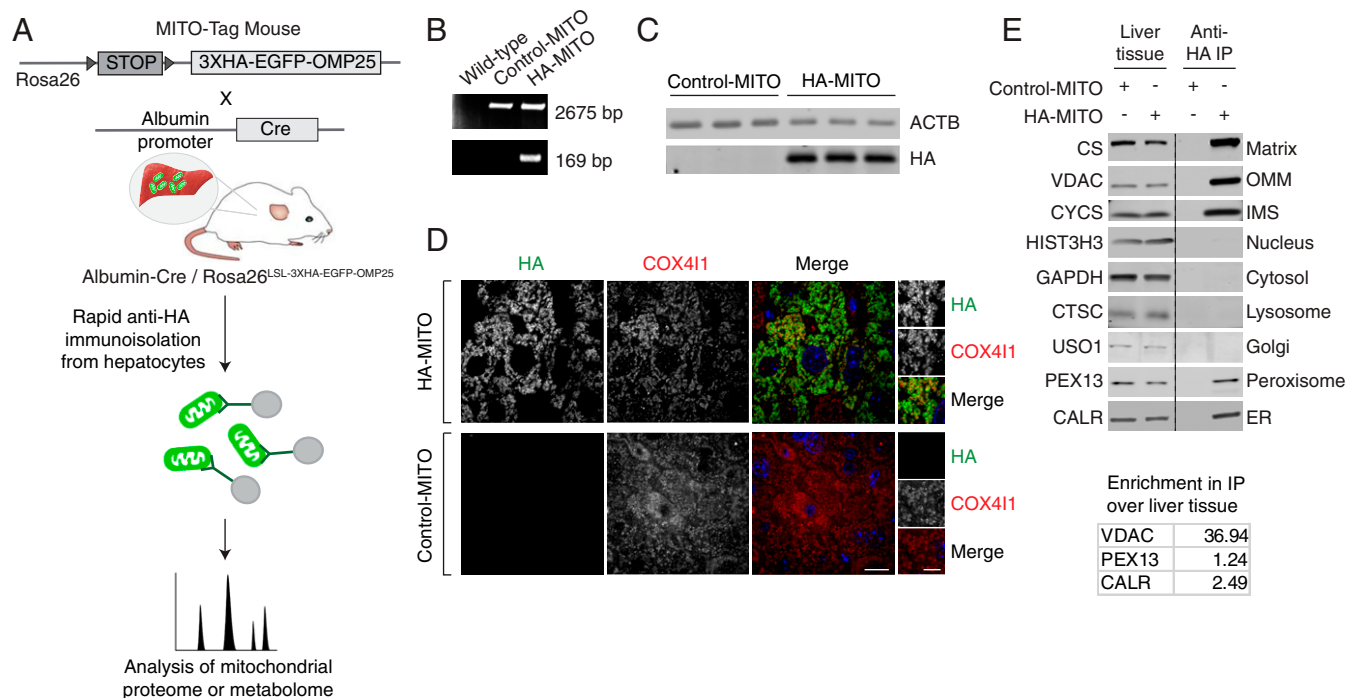 A
MITO-Tag Mouse
Rosa26
STOP
3XHA-EGFP-OMP25
X
Albumin
promoter
Cre
Albumin-Cre / Rosa26LSL-3XHA-EGFP-OMP25
Rapid anti-HA
immunoisolation
from hepatocytes
Analysis of mitochondrial
proteome or metabolome
B
Wild-type
Control-MITO
HA-MITO
2675 bp
169 bp
C
Control-MITO HA-MITO
ACTB
HA
D
HA COX4I1 Merge
HA-MITO
HA
COX4I1
Merge
Control-MITO
HA
COX4I1
Merge
E
Liver
tissue
Anti-
HA IP
Control-MITO + - + -
HA-MITO - + - +
CS Matrix
VDAC OMM
CYCS IMS
HIST3H3 Nucleus
GAPDH Cytosol
CTSC Lysosome
USO1 Golgi
PEX13 Peroxisome
CALR ER
Enrichment in IP
over liver tissue
VDAC 36.94
PEX13 1.24
CALR 2.49